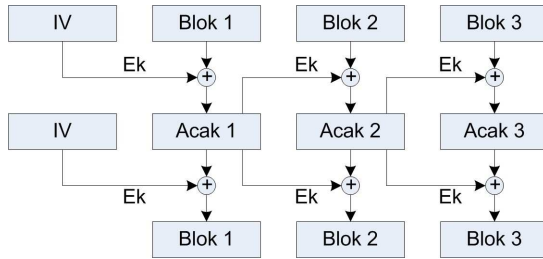 IV Blok 1 Blok 2 Blok 3
Ek Ek Ek
+ + +
IV Acak 1 Acak 2 Acak 3
+ + +
Ek Ek Ek
Blok 1 Blok 2 Blok 3